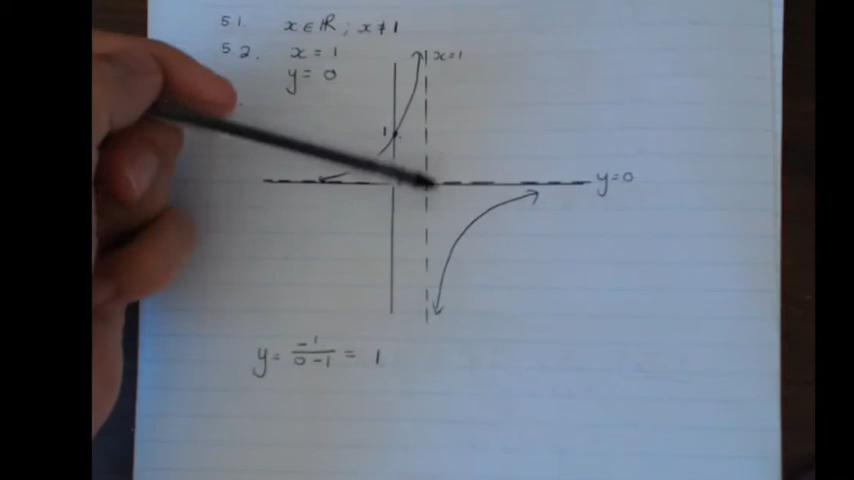 5.1. x ∈ ℝ ; x ≠ 1
5.2. x = 1
y = 0
x=1
1
y=0
y = -1/(0-1) = 1